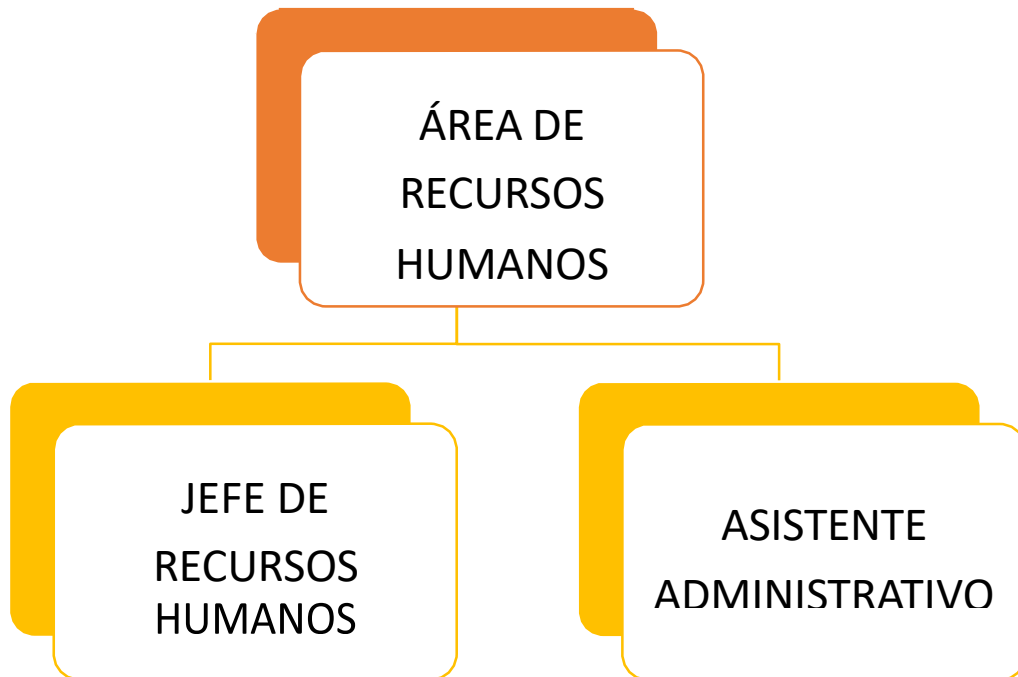 ÁREA DE
RECURSOS
HUMANOS
JEFE DE
RECURSOS
HUMANOS
ASISTENTE
ADMINISTRATIVO